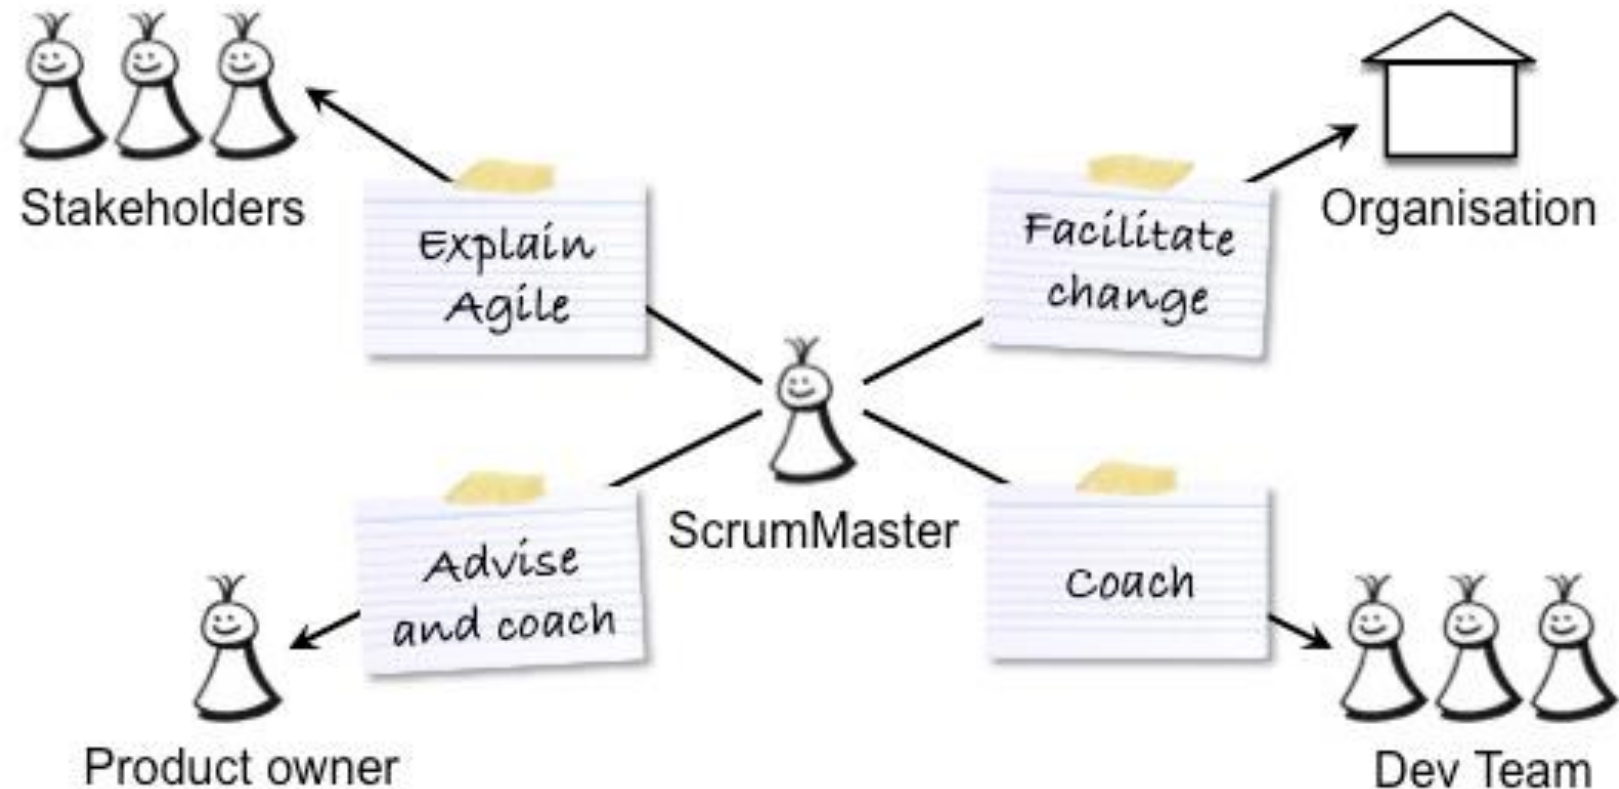 Stakeholders
Explain
Agile
Facilitate
change
Organisation
ScrumMaster
Advise
and coach
Coach
Product owner
Dev Team